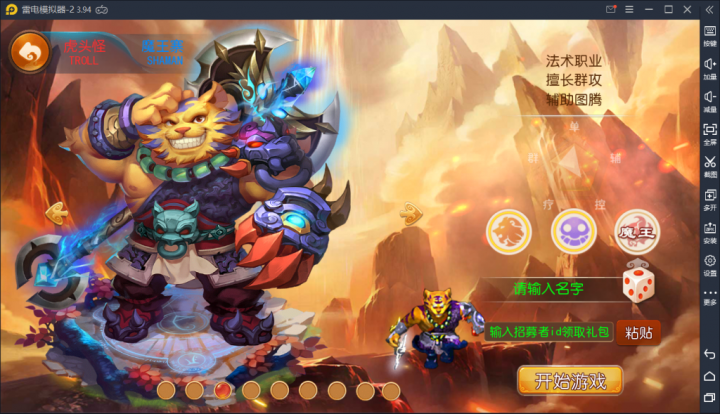 雷电模拟器-2 3.94
虎头怪
TROLL
魔王寨
法术职业
擅长群攻
辅助图腾
单
群
辅
疗
控
魔王
请输入名字
输入招募者id领取礼包
粘贴
开始游戏
按键
加量
减量
全屏
截图
多开
安装
设置
更多